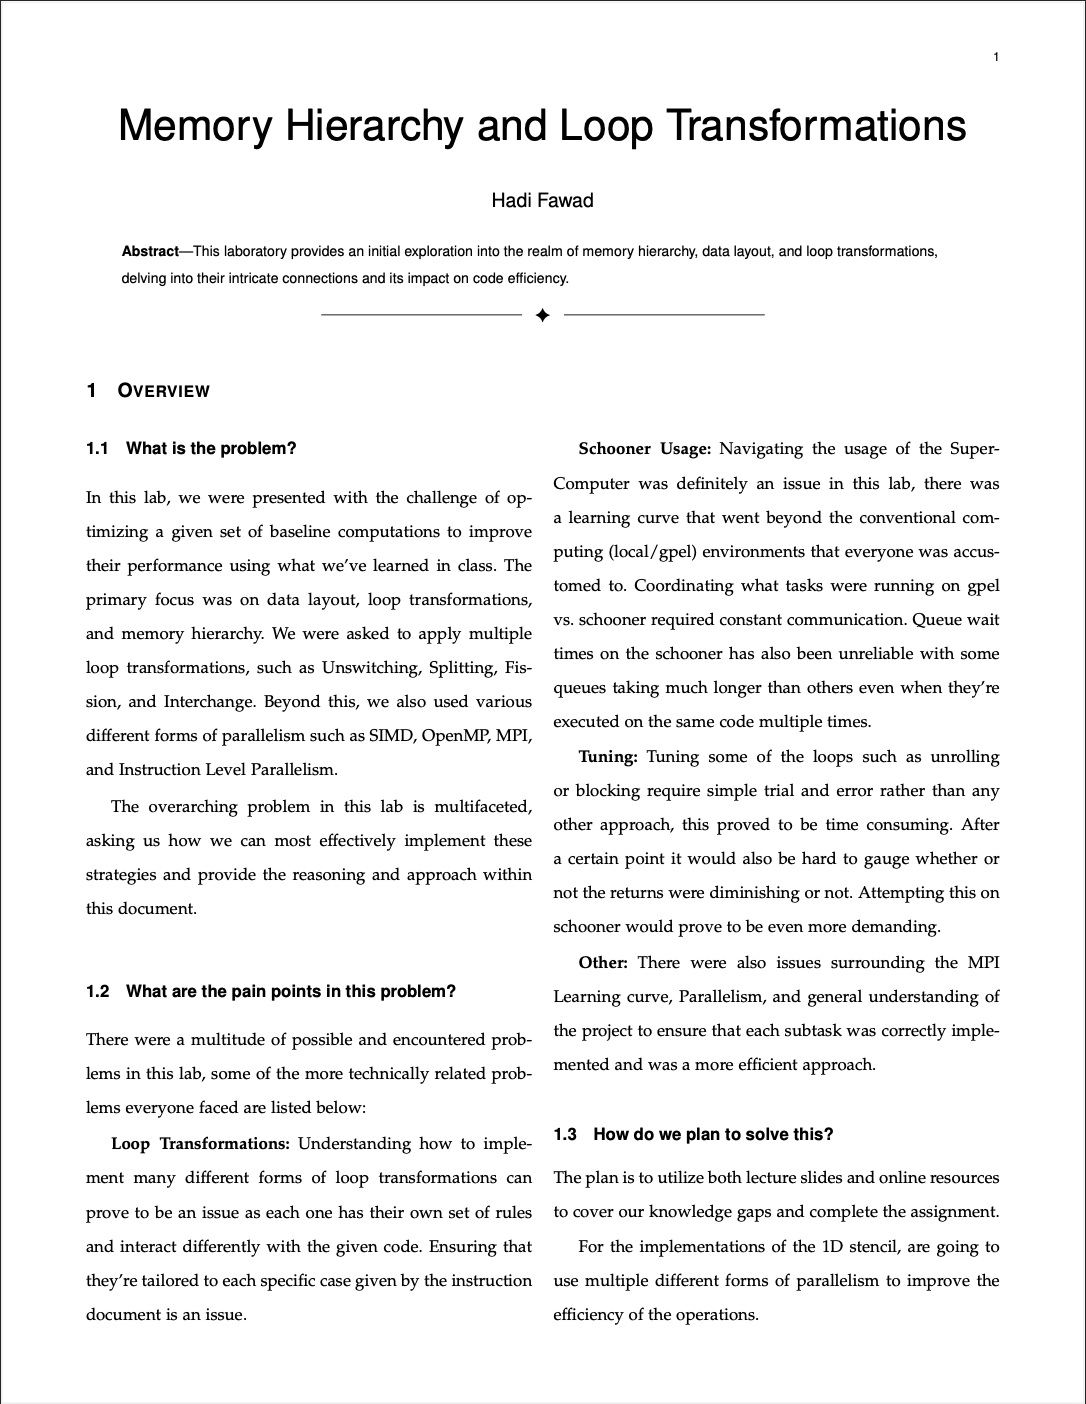 1
Memory Hierarchy and Loop Transformations
Hadi Fawad
Abstract—This laboratory provides an initial exploration into the realm of memory hierarchy, data layout, and loop transformations,
delving into their intricate connections and its impact on code efficiency.
1 OVERVIEW
1.1 What is the problem?
In this lab, we were presented with the challenge of op-
timizing a given set of baseline computations to improve
their performance using what we've learned in class. The
primary focus was on data layout, loop transformations,
and memory hierarchy. We were asked to apply multiple
loop transformations, such as Unswitching, Splitting, Fis-
sion, and Interchange. Beyond this, we also used various
different forms of parallelism such as SIMD, OpenMP, MPI,
and Instruction Level Parallelism.
The overarching problem in this lab is multifaceted,
asking us how we can most effectively implement these
strategies and provide the reasoning and approach within
this document.
1.2 What are the pain points in this problem?
There were a multitude of possible and encountered prob-
lems in this lab, some of the more technically related prob-
lems everyone faced are listed below:
Loop Transformations: Understanding how to imple-
ment many different forms of loop transformations can
prove to be an issue as each one has their own set of rules
and interact differently with the given code. Ensuring that
they're tailored to each specific case given by the instruction
document is an issue.
Schooner Usage: Navigating the usage of the Super-
Computer was definitely an issue in this lab, there was
a learning curve that went beyond the conventional com-
puting (local/gpel) environments that everyone was accus-
tomed to. Coordinating what tasks were running on gpel
vs. schooner required constant communication. Queue wait
times on the schooner has also been unreliable with some
queues taking much longer than others even when they're
executed on the same code multiple times.
Tuning: Tuning some of the loops such as unrolling
or blocking require simple trial and error rather than any
other approach, this proved to be time consuming. After
a certain point it would also be hard to gauge whether or
not the returns were diminishing or not. Attempting this on
schooner would prove to be even more demanding.
Other: There were also issues surrounding the MPI
Learning curve, Parallelism, and general understanding of
the project to ensure that each subtask was correctly imple-
mented and was a more efficient approach.
1.3 How do we plan to solve this?
The plan is to utilize both lecture slides and online resources
to cover our knowledge gaps and complete the assignment.
For the implementations of the 1D stencil, are going to
use multiple different forms of parallelism to improve the
efficiency of the operations.